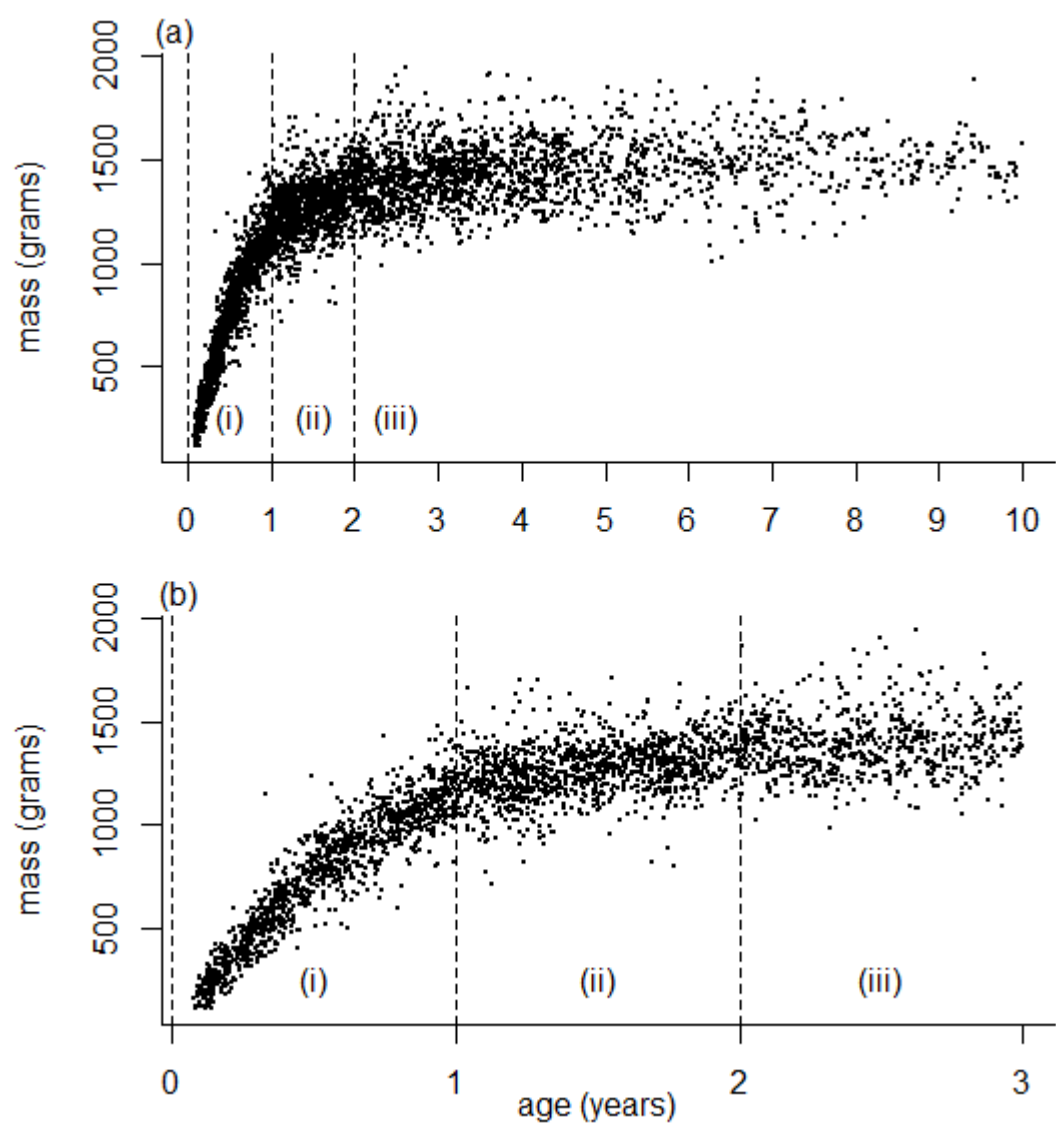 (a)
mass (grams)
2000
1500
1000
500
(i) (ii) (iii)
0 1 2 3 4 5 6 7 8 9 10
(b)
mass (grams)
2000
1500
1000
500
(i) (ii) (iii)
0 1 2 3
age (years)